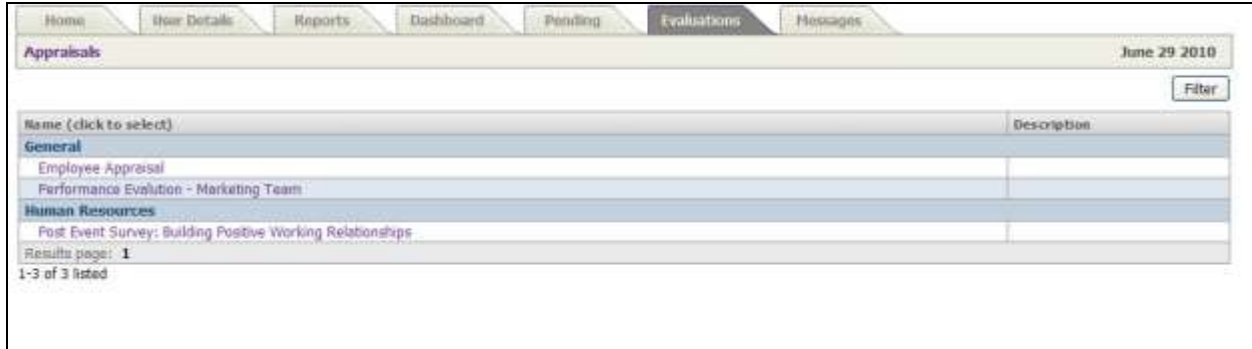 Home User Details Reports Dashboard Pending Evaluations Messages
Appraisals June 29 2010
Filter
Name (click to select) Description
General
Employee Appraisal
Performance Evalution - Marketing Team
Human Resources
Post Event Survey: Building Positive Working Relationships
Results page: 1
1-3 of 3 listed